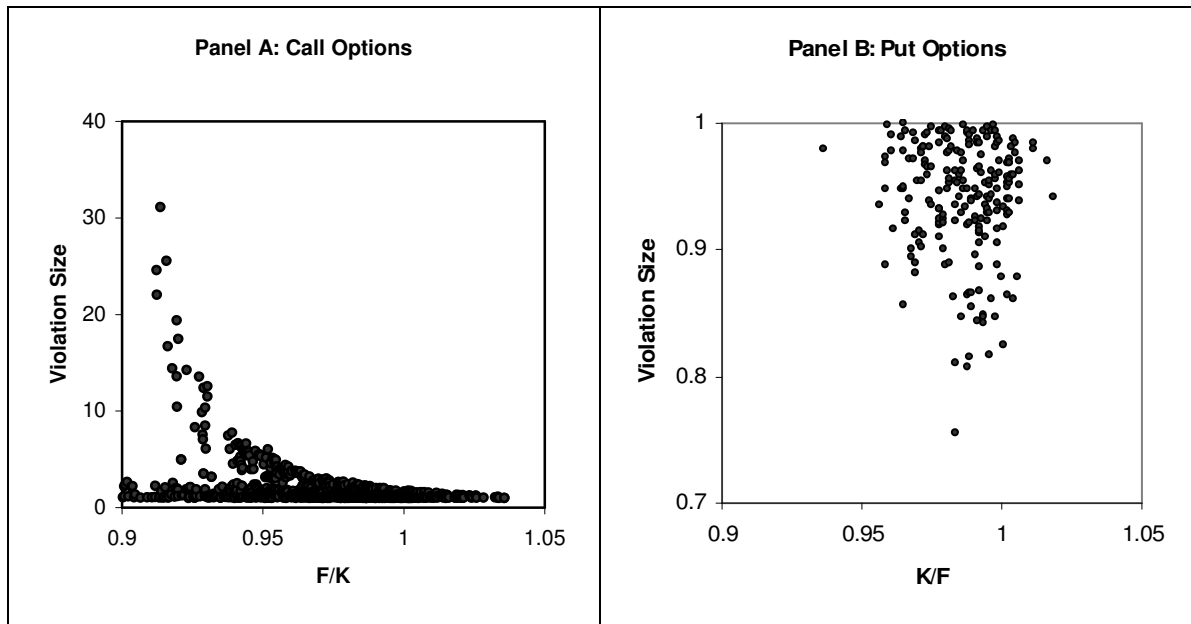 Panel A: Call Options
40
30
20
10
0
0.9 0.95 1 1.05
Violation Size
F/K
Panel B: Put Options
1
0.9
0.8
0.7
0.9 0.95 1 1.05
Violation Size
K/F